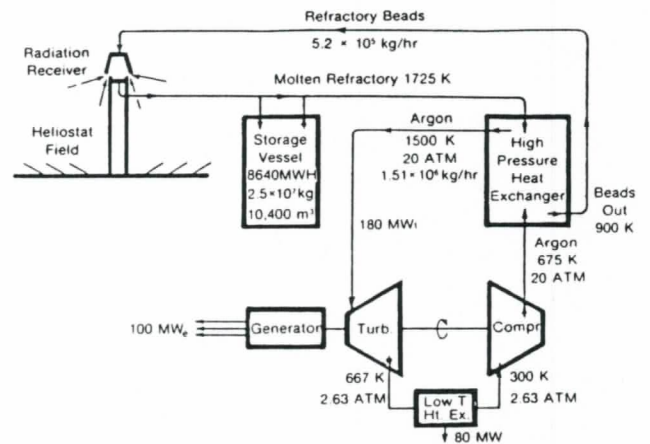 Refractory Beads
5.2 × 10⁵ kg/hr
Radiation
Receiver
Molten Refractory 1725 K
Heliostat
Field
Storage
Vessel
8640MWH
2.5×10⁷kg
10,400 m³
Argon
1500 K
20 ATM
1.51×10⁶kg/hr
High
Pressure
Heat
Exchanger
Beads
Out
900 K
180 MWₜ
Argon
675 K
20 ATM
100 MWₑ
Generator
Turb.
Compr.
667 K
2.63 ATM
300 K
2.63 ATM
Low T
Ht. Ex.
80 MW